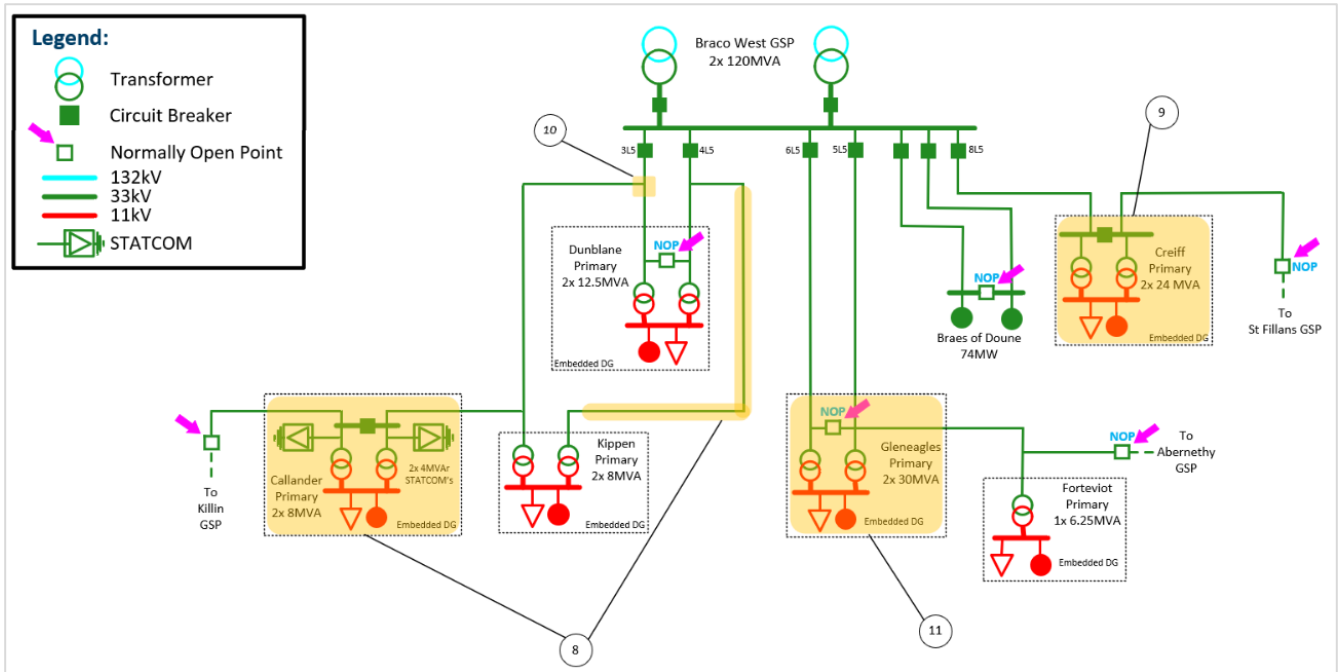 Legend:
Transformer
Circuit Breaker
Normally Open Point
132kV
33kV
11kV
STATCOM
Braco West GSP
2x 120MVA
3L5
4L5
6L5
5L5
8L5
10
9
Dunblane
Primary
2x 12.5MVA
NOP
Embedded DG
NOP
Braes of Doune
74MW
Creiff
Primary
2x 24 MVA
Embedded DG
NOP
To
St Fillans GSP
To
Killin
GSP
Callander
Primary
2x 8MVA
2x 4MVAr
STATCOM's
Embedded DG
Kippen
Primary
2x 8MVA
Embedded DG
NOP
Gleneagles
Primary
2x 30MVA
Embedded DG
NOP
To
Abernethy
GSP
Forteviot
Primary
1x 6.25MVA
Embedded DG
8
11